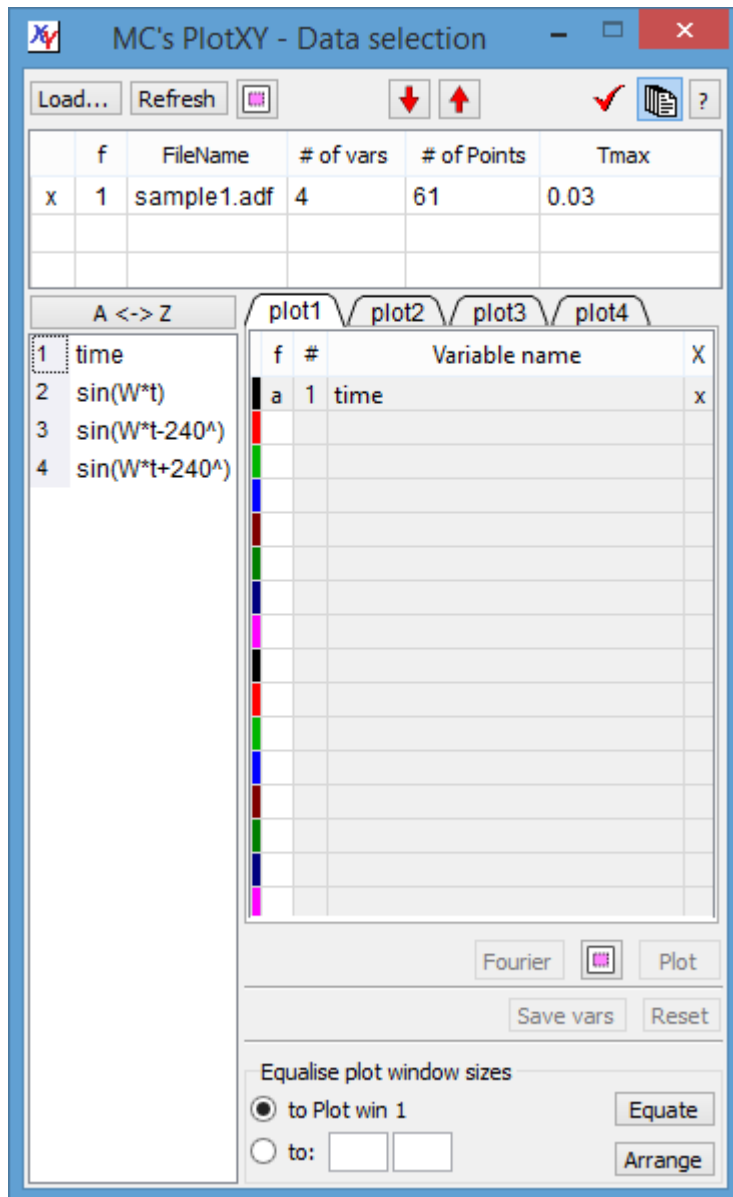 MC's PlotXY - Data selection
Load... Refresh ?
f FileName # of vars # of Points Tmax
x 1 sample1.adf 4 61 0.03
A <-> Z
1 time
2 sin(W*t)
3 sin(W*t-240^)
4 sin(W*t+240^)
plot1 plot2 plot3 plot4
f # Variable name X
a 1 time x
Fourier Plot
Save vars Reset
Equalise plot window sizes
to Plot win 1 Equate
to: Arrange